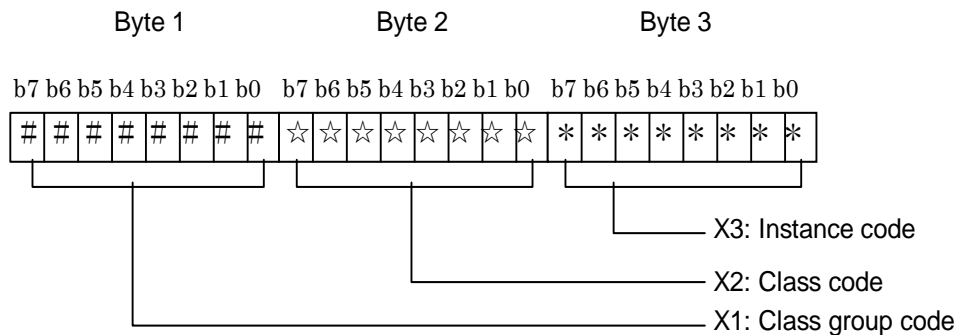 Byte 1 Byte 2 Byte 3
b7 b6 b5 b4 b3 b2 b1 b0 b7 b6 b5 b4 b3 b2 b1 b0 b7 b6 b5 b4 b3 b2 b1 b0
# # # # # # # # ☆ ☆ ☆ ☆ ☆ ☆ ☆ ☆ * * * * * * * *
X3: Instance code
X2: Class code
X1: Class group code